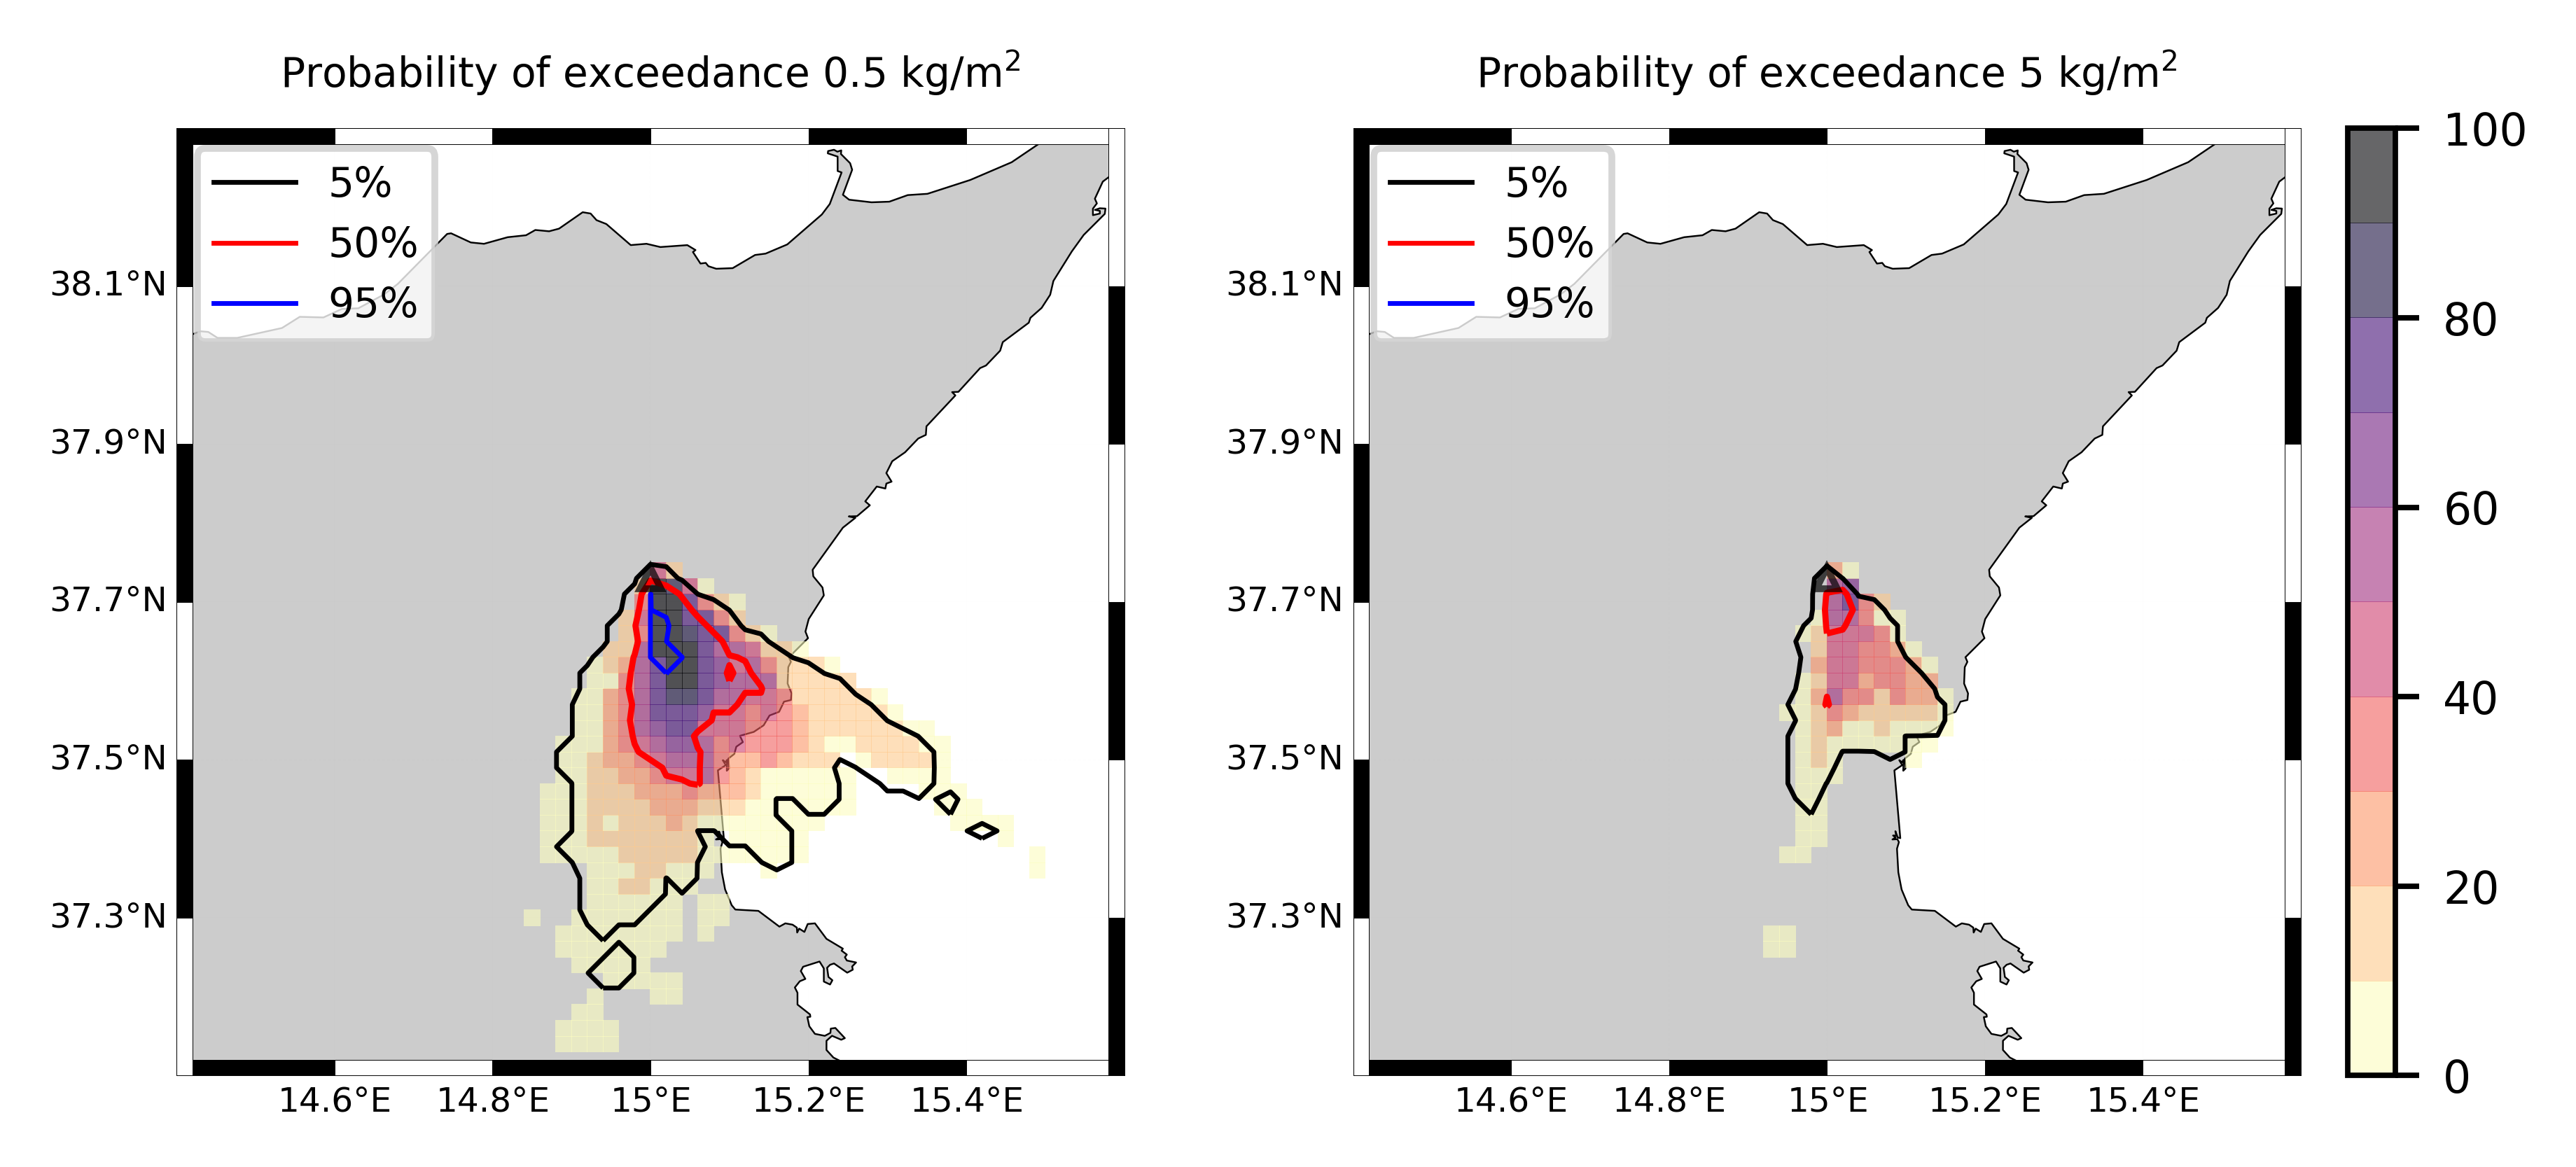 Probability of exceedance 0.5 kg/m²
5%
50%
95%
38.1°N
37.9°N
37.7°N
37.5°N
37.3°N
14.6°E 14.8°E 15°E 15.2°E 15.4°E
Probability of exceedance 5 kg/m²
5%
50%
95%
38.1°N
37.9°N
37.7°N
37.5°N
37.3°N
14.6°E 14.8°E 15°E 15.2°E 15.4°E
100
80
60
40
20
0